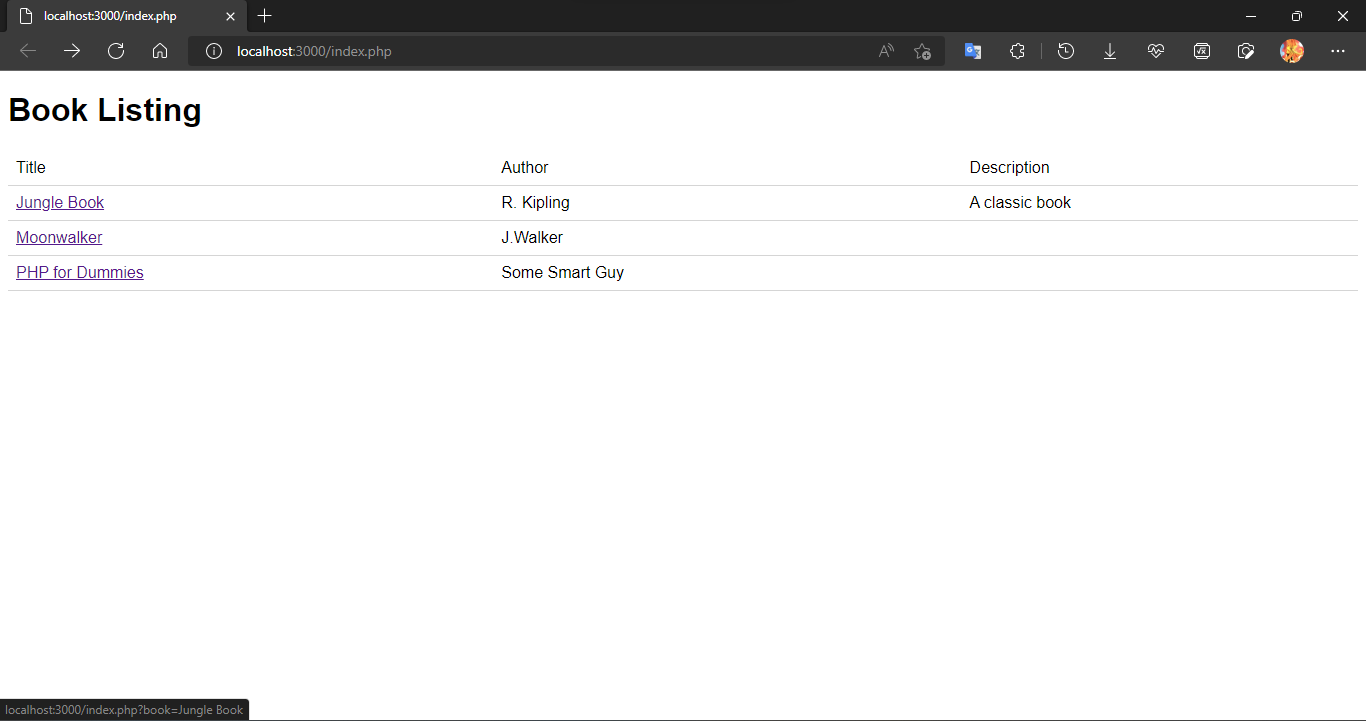 localhost:3000/index.php
localhost:3000/index.php
Book Listing
Title Author Description
Jungle Book R. Kipling A classic book
Moonwalker J.Walker
PHP for Dummies Some Smart Guy
localhost:3000/index.php?book=Jungle Book